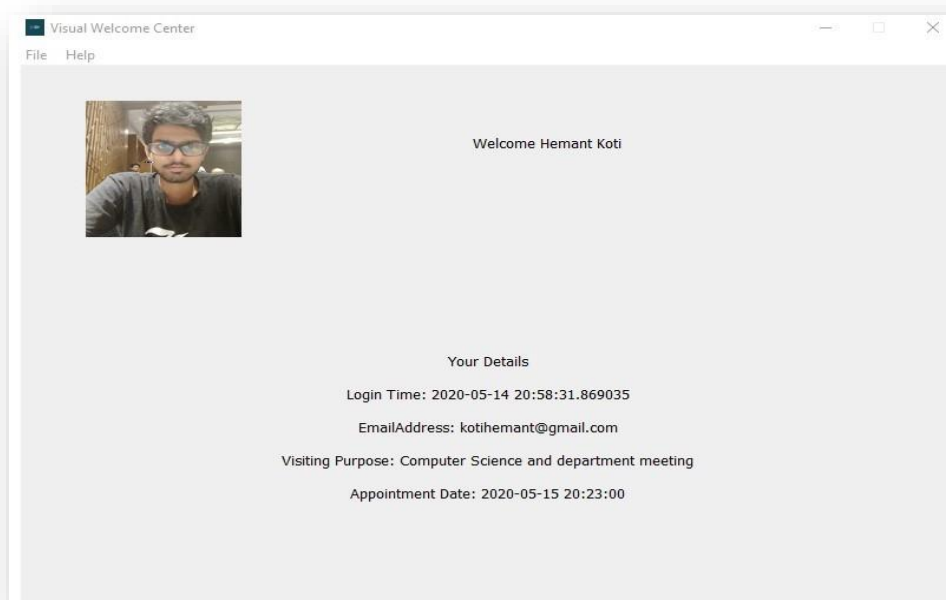 Visual Welcome Center
File Help
Welcome Hemant Koti
Your Details
Login Time: 2020-05-14 20:58:31.869035
EmailAddress: kotihemant@gmail.com
Visiting Purpose: Computer Science and department meeting
Appointment Date: 2020-05-15 20:23:00